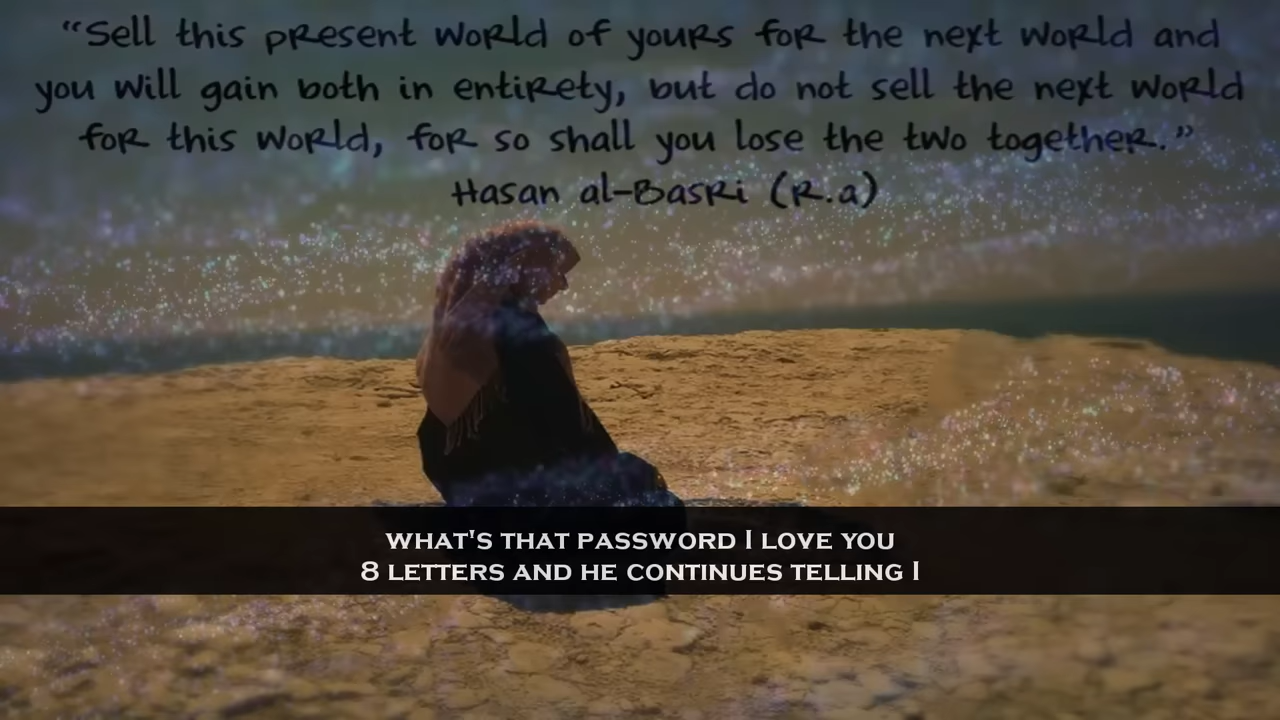 “Sell this present world of yours for the next world and
you will gain both in entirety, but do not sell the next world
for this world, for so shall you lose the two together.”
Hasan al-Basri (R.a)
WHAT'S THAT PASSWORD I LOVE YOU
8 LETTERS AND HE CONTINUES TELLING I